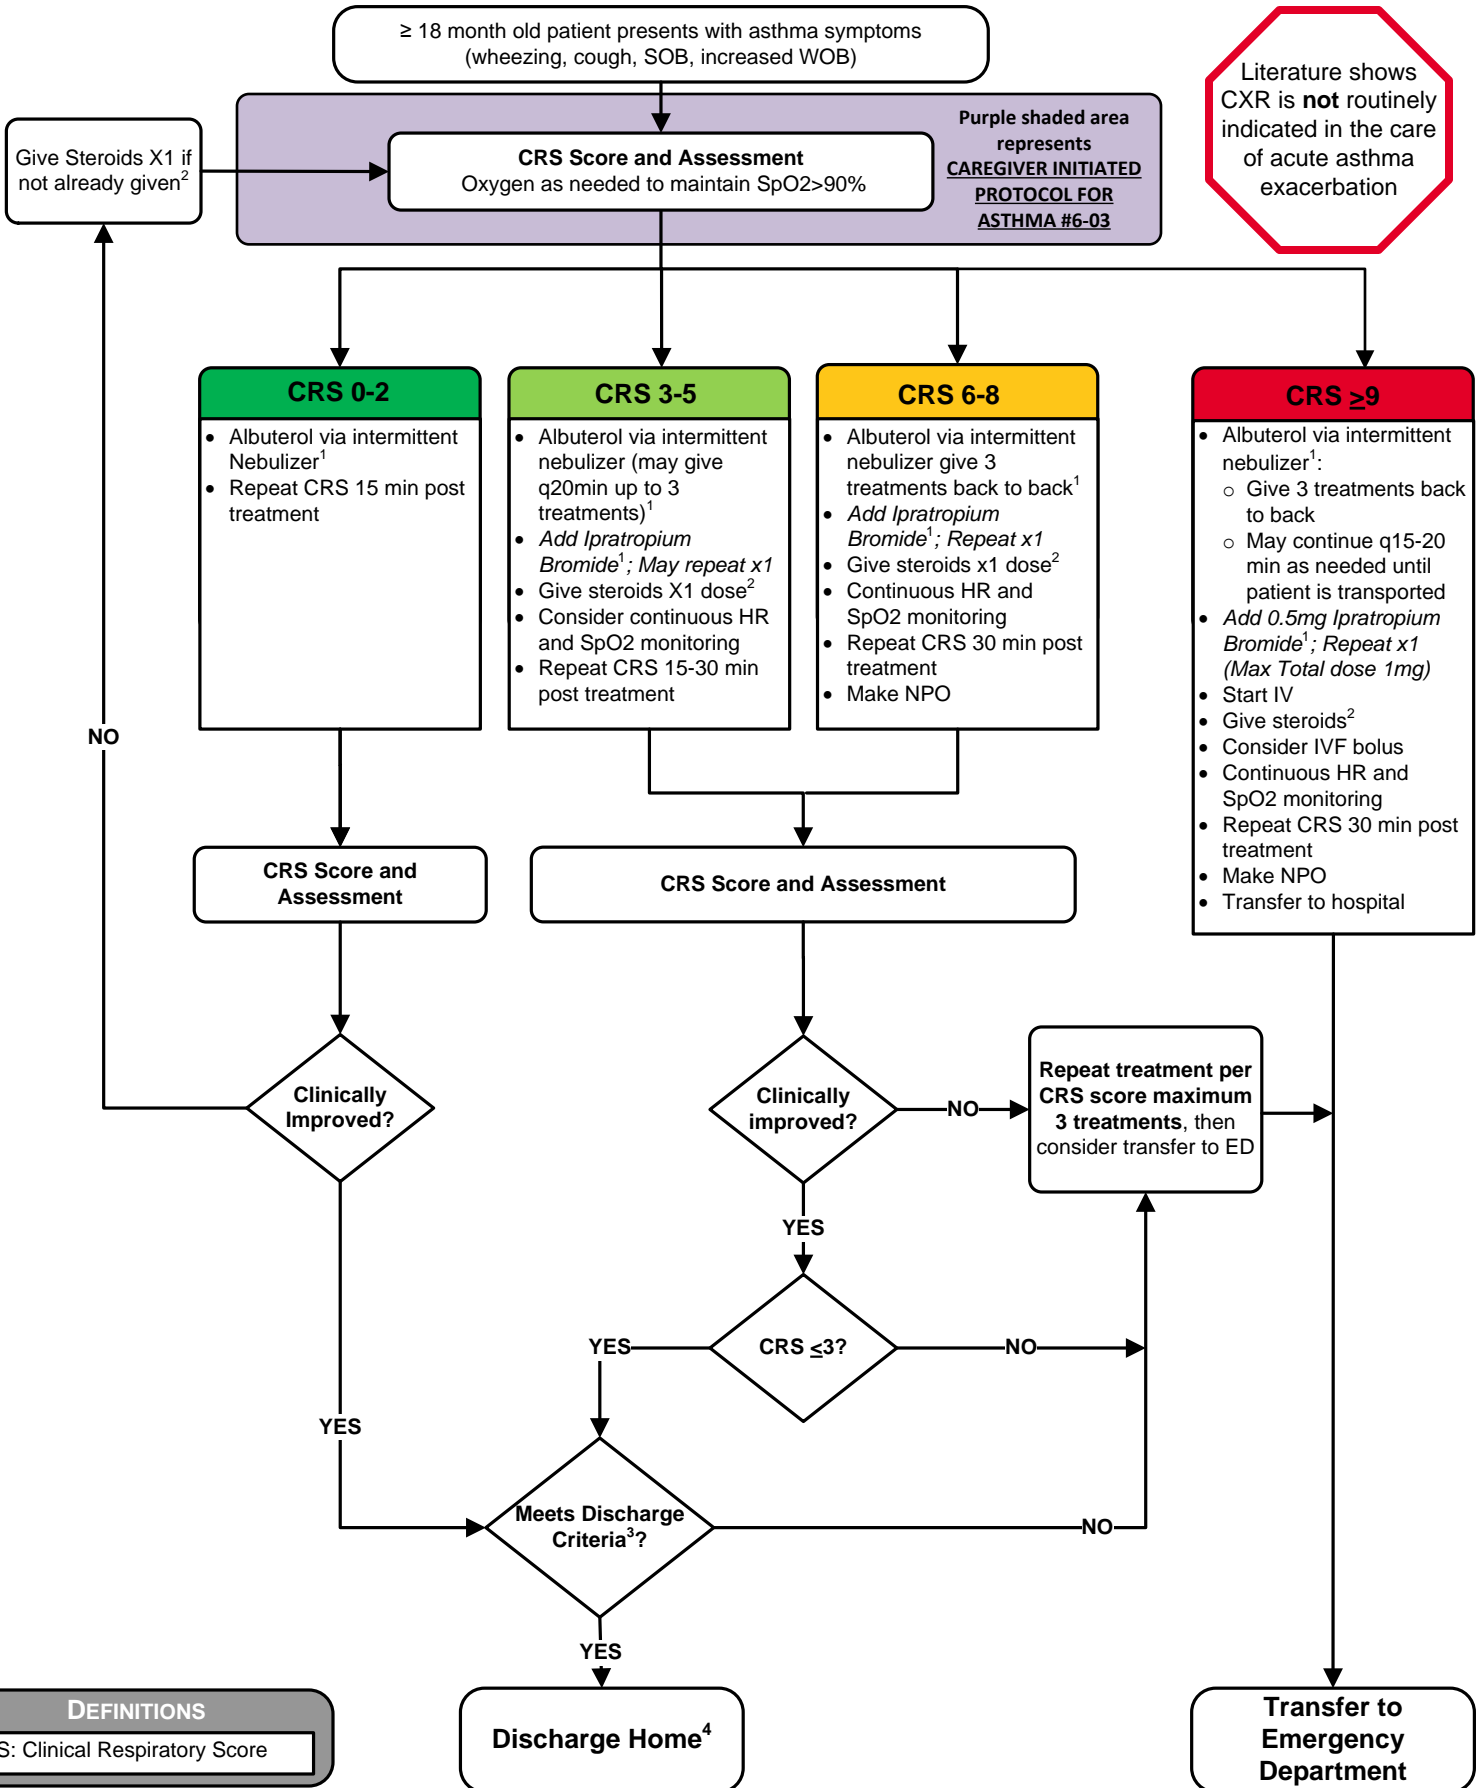 ≥ 18 month old patient presents with asthma symptoms
(wheezing, cough, SOB, increased WOB)
Literature shows
CXR is not routinely
indicated in the care
of acute asthma
exacerbation
Give Steroids X1 if
not already given²
CRS Score and Assessment
Oxygen as needed to maintain SpO2>90%
Purple shaded area
represents
CAREGIVER INITIATED
PROTOCOL FOR
ASTHMA #6-03
CRS 0-2
• Albuterol via intermittent
Nebulizer¹
• Repeat CRS 15 min post
treatment
CRS 3-5
• Albuterol via intermittent
nebulizer (may give
q20min up to 3
treatments)¹
• Add Ipratropium
Bromide¹; May repeat x1
• Give steroids X1 dose²
• Consider continuous HR
and SpO2 monitoring
• Repeat CRS 15-30 min
post treatment
CRS 6-8
• Albuterol via intermittent
nebulizer give 3
treatments back to back¹
• Add Ipratropium
Bromide¹; Repeat x1
• Give steroids x1 dose²
• Continuous HR and
SpO2 monitoring
• Repeat CRS 30 min post
treatment
• Make NPO
CRS ≥9
• Albuterol via intermittent
nebulizer¹:
o Give 3 treatments back
to back
o May continue q15-20
min as needed until
patient is transported
• Add 0.5mg Ipratropium
Bromide¹; Repeat x1
(Max Total dose 1mg)
• Start IV
• Give steroids²
• Consider IVF bolus
• Continuous HR and
SpO2 monitoring
• Repeat CRS 30 min post
treatment
• Make NPO
• Transfer to hospital
NO
CRS Score and
Assessment
CRS Score and Assessment
Clinically
Improved?
Clinically
improved?
NO
Repeat treatment per
CRS score maximum
3 treatments, then
consider transfer to ED
YES
YES
CRS ≤3?
NO
YES
Meets Discharge
Criteria³?
NO
YES
DEFINITIONS
S: Clinical Respiratory Score
Discharge Home⁴
Transfer to
Emergency
Department